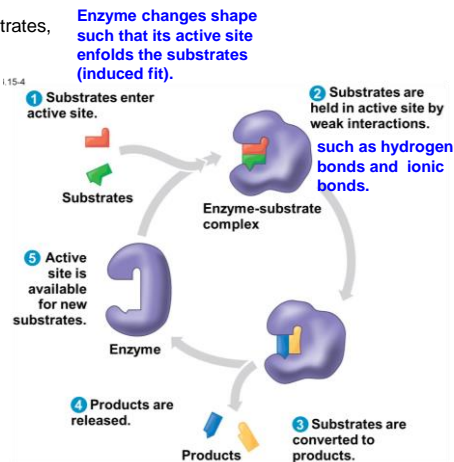 trates,
Enzyme changes shape
such that its active site
enfolds the substrates
(induced fit).
.15-4
1 Substrates enter
active site.
Substrates
2 Substrates are
held in active site by
weak interactions.
such as hydrogen
bonds and ionic
bonds.
Enzyme-substrate
complex
5 Active
site is
available
for new
substrates.
Enzyme
4 Products are
released.
Products
3 Substrates are
converted to
products.